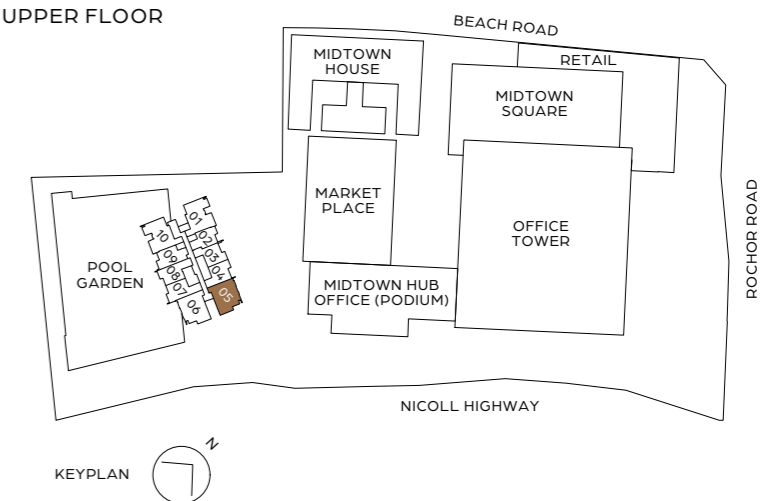 UPPER FLOOR
BEACH ROAD
RETAIL
MIDTOWN
HOUSE
MIDTOWN
SQUARE
MARKET
PLACE
OFFICE
TOWER
ROCHOR ROAD
01
02
03
04
05
10
09
08
07
06
POOL
GARDEN
MIDTOWN HUB
OFFICE (PODIUM)
NICOLL HIGHWAY
N
KEYPLAN